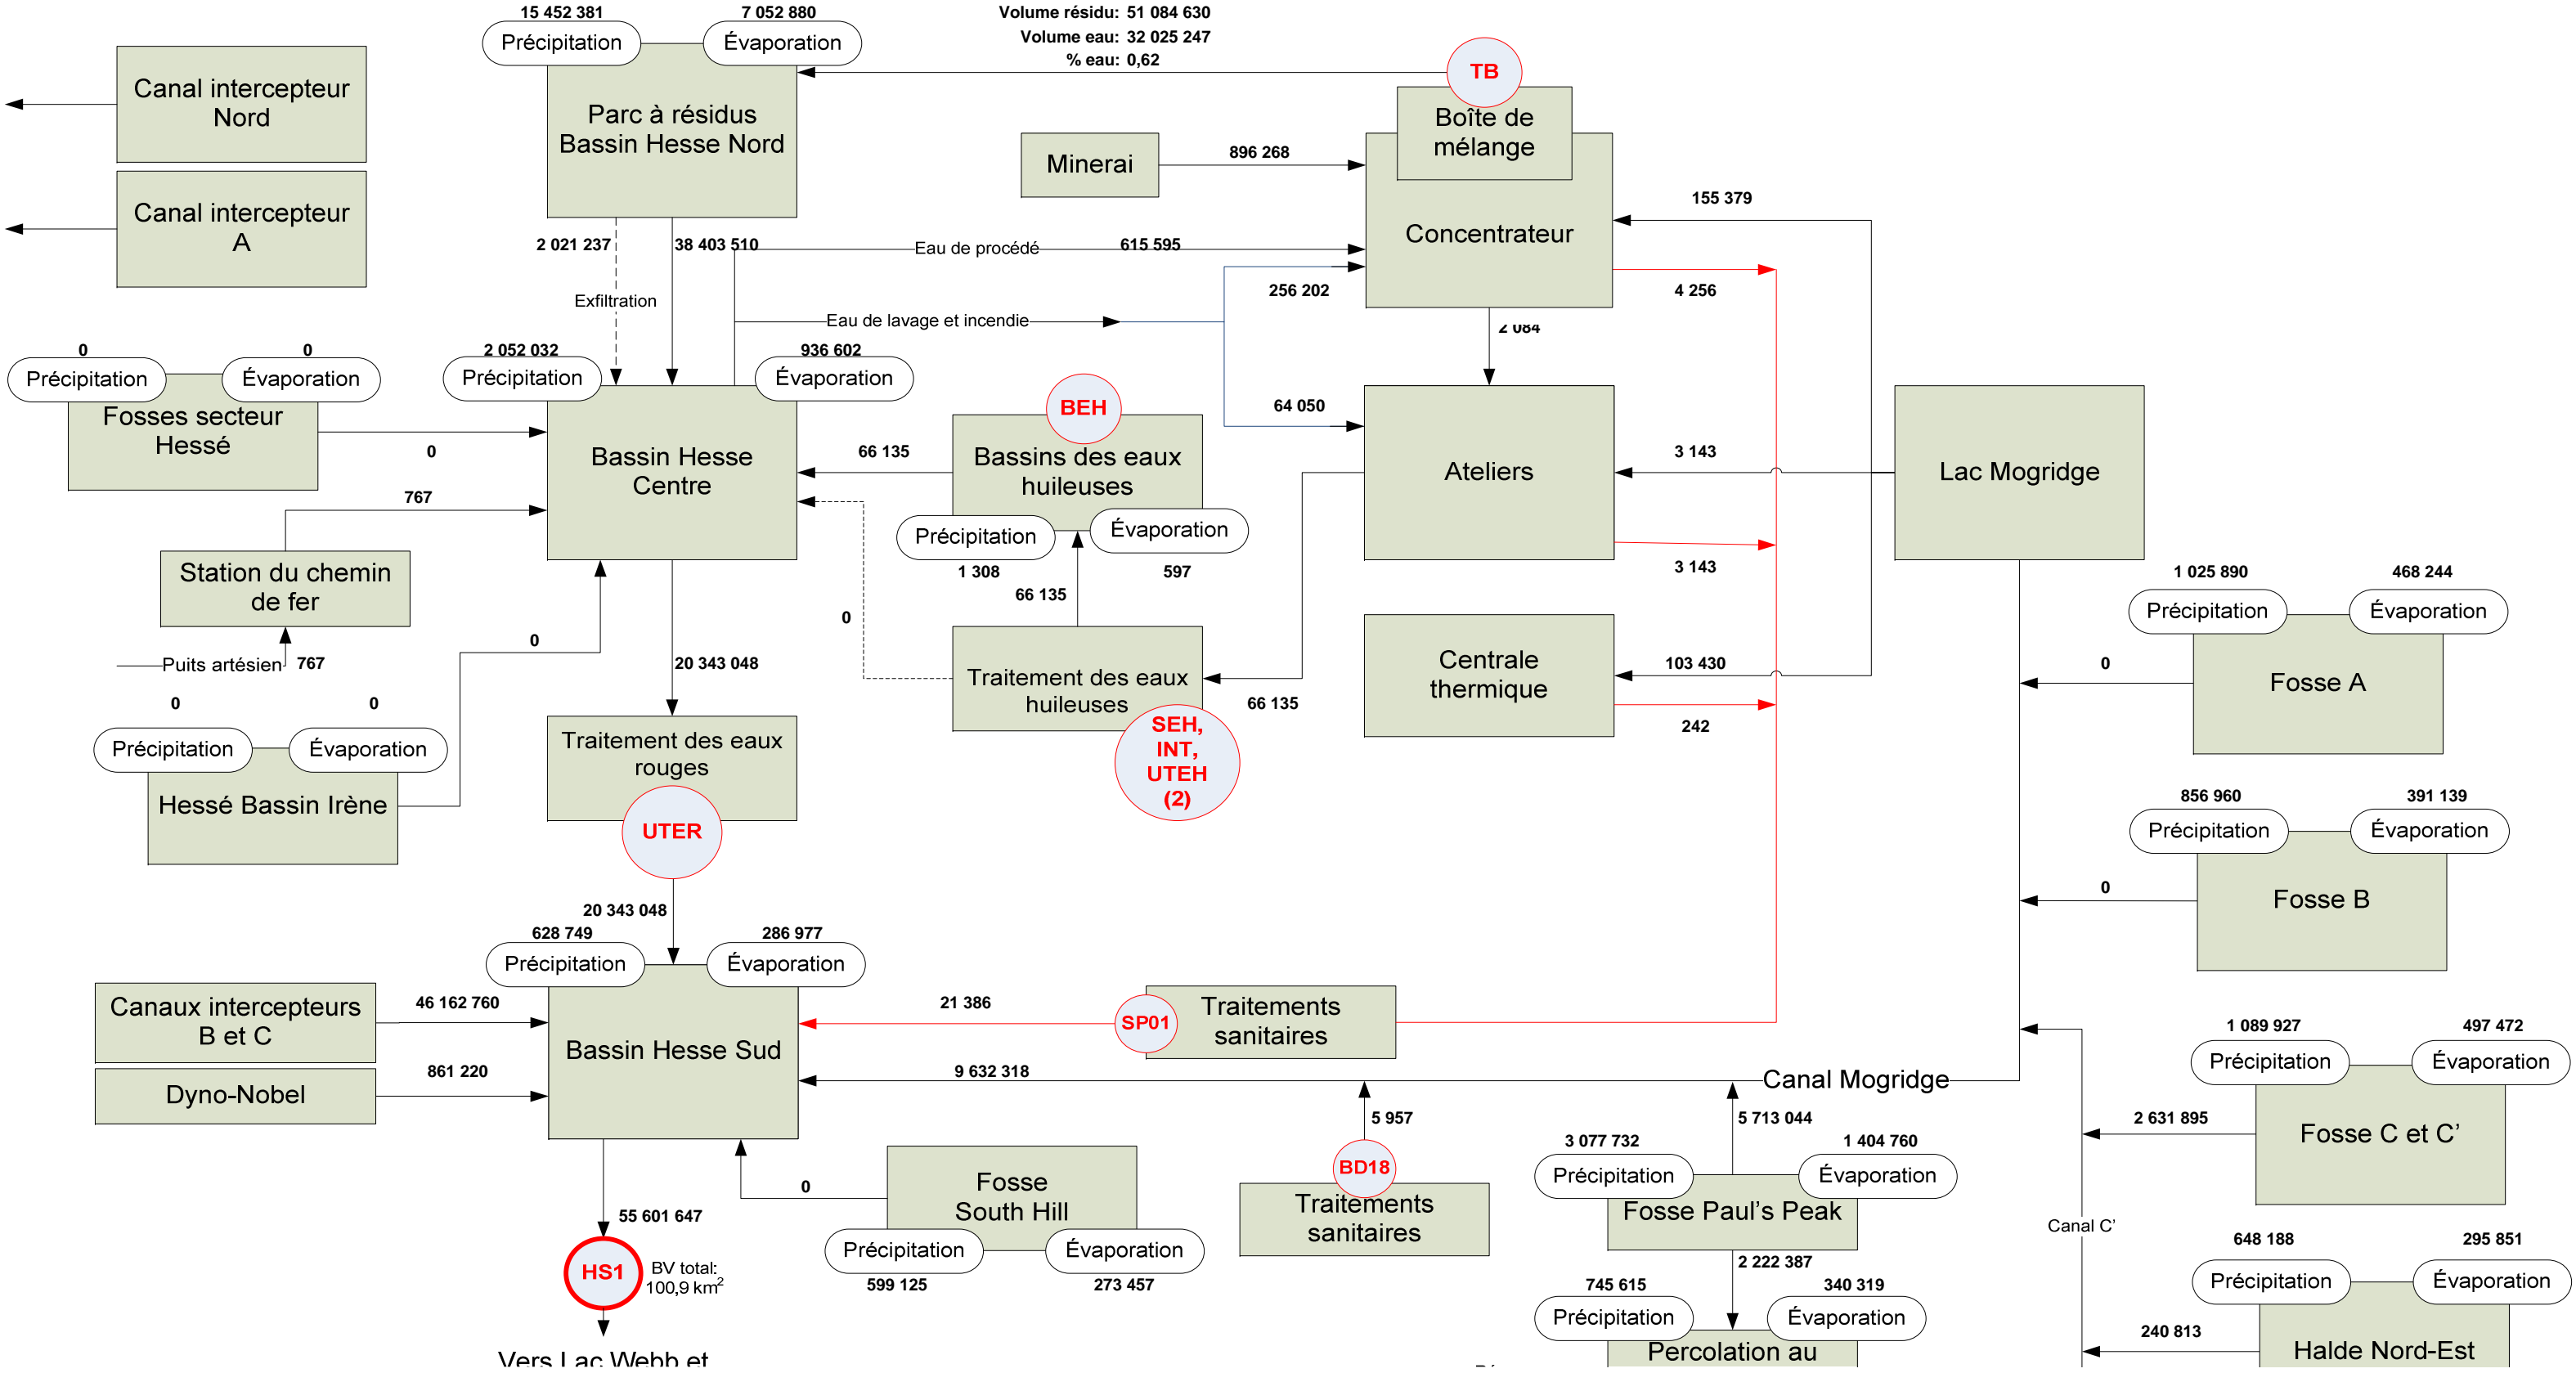 15 452 381
7 052 880
Précipitation
Évaporation
Volume résidu: 51 084 630
Volume eau: 32 025 247
% eau: 0,62
TB
Canal intercepteur
Nord
Parc à résidus
Bassin Hesse Nord
Minerai
896 268
Boîte de
mélange
Concentrateur
155 379
Canal intercepteur
A
2 021 237
38 403 510
Eau de procédé
615 595
Exfiltration
256 202
4 256
Eau de lavage et incendie
2 084
0
0
Précipitation
Évaporation
Fosses secteur
Hessé
0
2 052 032
936 602
Précipitation
Évaporation
Bassin Hesse
Centre
BEH
66 135
Bassins des eaux
huileuses
Précipitation
Évaporation
1 308
597
64 050
Ateliers
3 143
3 143
Lac Mogridge
767
Station du chemin
de fer
Puits artésien
767
0
66 135
0
Traitement des eaux
huileuses
SEH,
INT,
UTEH
(2)
66 135
Centrale
thermique
103 430
242
1 025 890
468 244
Précipitation
Évaporation
Fosse A
0
0
0
Précipitation
Évaporation
Hessé Bassin Irène
20 343 048
Traitement des eaux
rouges
UTER
20 343 048
856 960
391 139
Précipitation
Évaporation
Fosse B
0
628 749
286 977
Précipitation
Évaporation
Canaux intercepteurs
B et C
46 162 760
Bassin Hesse Sud
21 386
SP01
Traitements
sanitaires
Dyno-Nobel
861 220
9 632 318
Canal Mogridge
1 089 927
497 472
Précipitation
Évaporation
2 631 895
Fosse C et C’
5 957
BD18
Traitements
sanitaires
5 713 044
3 077 732
1 404 760
Précipitation
Évaporation
Fosse Paul’s Peak
0
Fosse
South Hill
Précipitation
Évaporation
599 125
273 457
55 601 647
HS1
BV total:
100,9 km²
Vers Lac Webb et
2 222 387
745 615
340 319
Précipitation
Évaporation
Percolation au
Canal C’
648 188
295 851
Précipitation
Évaporation
240 813
Halde Nord-Est